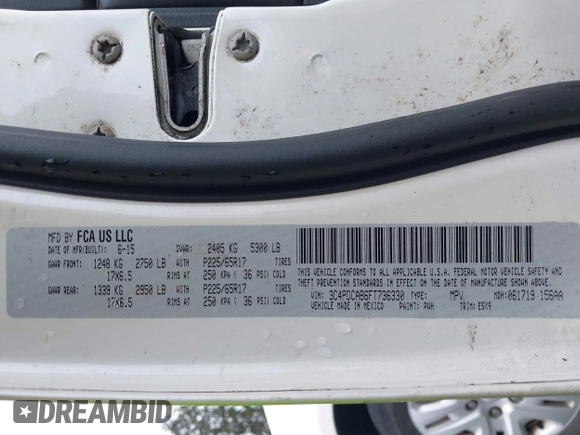 MFD BY FCA US LLC
DATE OF MFR(BUILT): 6-15 GVWR: 2405 KG 5300 LB
GAWR FRONT: 1248 KG 2750 LB WITH P225/65R17 TIRES
17X6.5 RIMS AT 250 KPA ( 36 PSI) COLD
GAWR REAR: 1339 KG 2950 LB WITH P225/65R17 TIRES
17X6.5 RIMS AT 250 KPA ( 36 PSI) COLD
THIS VEHICLE CONFORMS TO ALL APPLICABLE U.S.A. FEDERAL MOTOR VEHICLE SAFETY,
BUMPER, AND THEFT PREVENTION STANDARDS IN EFFECT ON THE DATE
OF MANUFACTURE SHOWN ABOVE.
VIN: 3C4PDCAB6FT736330 TYPE: MPV MDH: 061719 156AA
VEHICLE MADE IN MEXICO PAINT: PWH TRIM: E5X9
DREAMBID